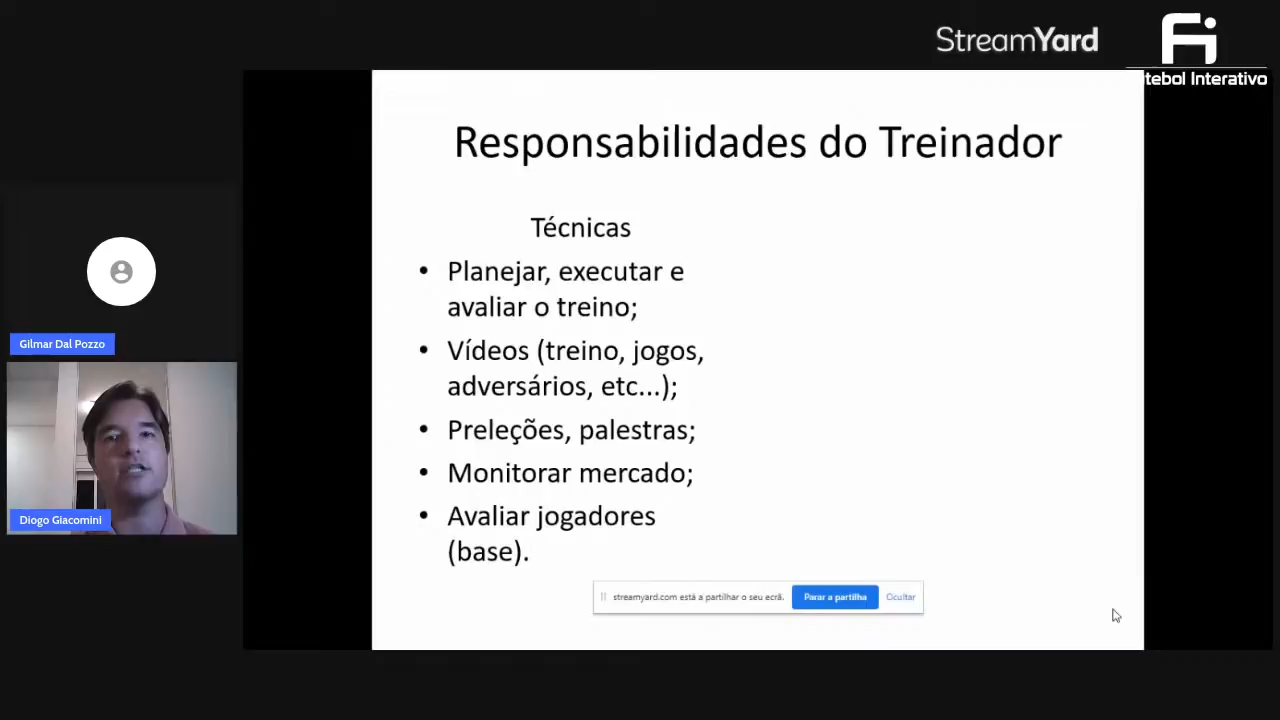 StreamYard
Fi
tebol Interativo
Responsabilidades do Treinador
Técnicas
• Planejar, executar e
avaliar o treino;
• Vídeos (treino, jogos,
adversários, etc...);
• Preleções, palestras;
• Monitorar mercado;
• Avaliar jogadores
(base).
streamyard.com está a partilhar o seu ecrã.
Parar a partilha
Ocultar
Gilmar Dal Pozzo
Diogo Giacomini